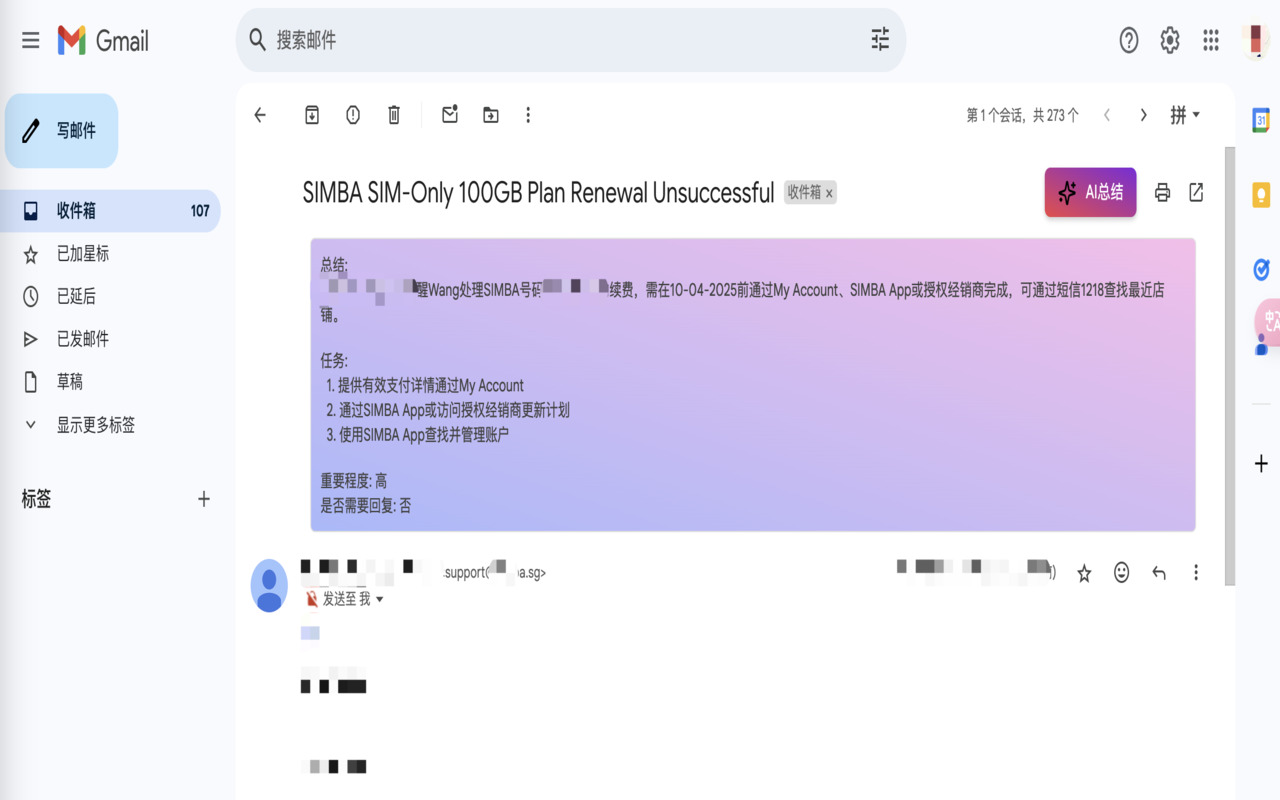 Gmail
搜索邮件
写邮件
收件箱 107
已加星标
已延后
已发邮件
草稿
显示更多标签
标签
第 1 个会话，共 273 个
拼
SIMBA SIM-Only 100GB Plan Renewal Unsuccessful 收件箱 x
AI总结
总结:
醒Wang处理SIMBA号码 续费，需在10-04-2025前通过My Account、SIMBA App或授权经销商完成，可通过短信1218查找最近店
铺。
任务:
1. 提供有效支付详情通过My Account
2. 通过SIMBA App或访问授权经销商更新计划
3. 使用SIMBA App查找并管理账户
重要程度: 高
是否需要回复: 否
support( a.sg>
发送至 我
31
中